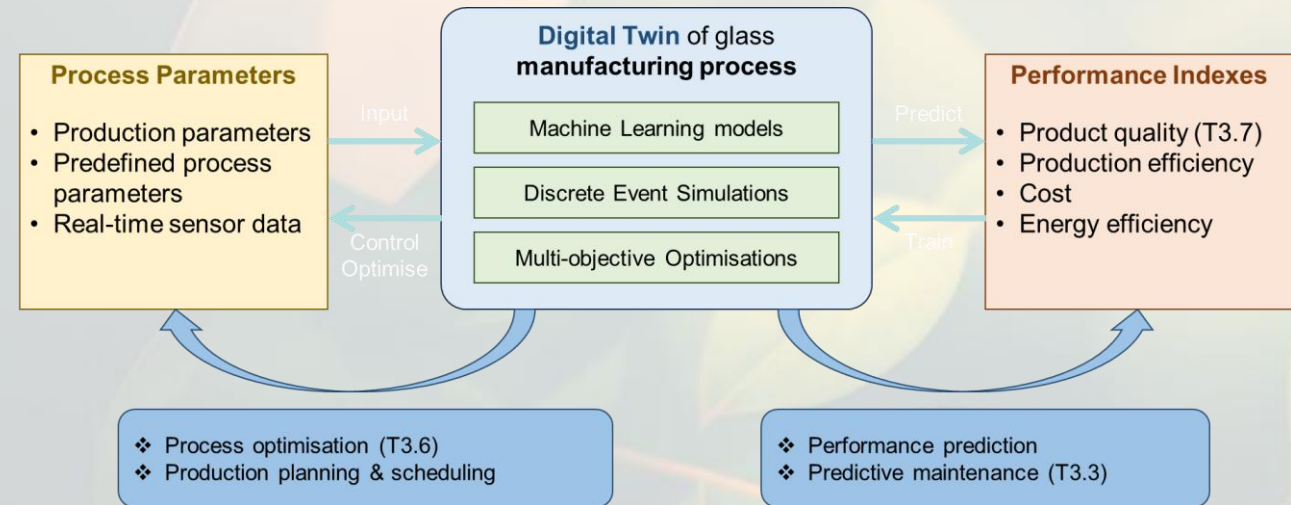 Process Parameters
• Production parameters
• Predefined process
parameters
• Real-time sensor data
Input
Control
Optimise
Digital Twin of glass
manufacturing process
Machine Learning models
Discrete Event Simulations
Multi-objective Optimisations
Predict
Train
Performance Indexes
• Product quality (T3.7)
• Production efficiency
• Cost
• Energy efficiency
❖ Process optimisation (T3.6)
❖ Production planning & scheduling
❖ Performance prediction
❖ Predictive maintenance (T3.3)